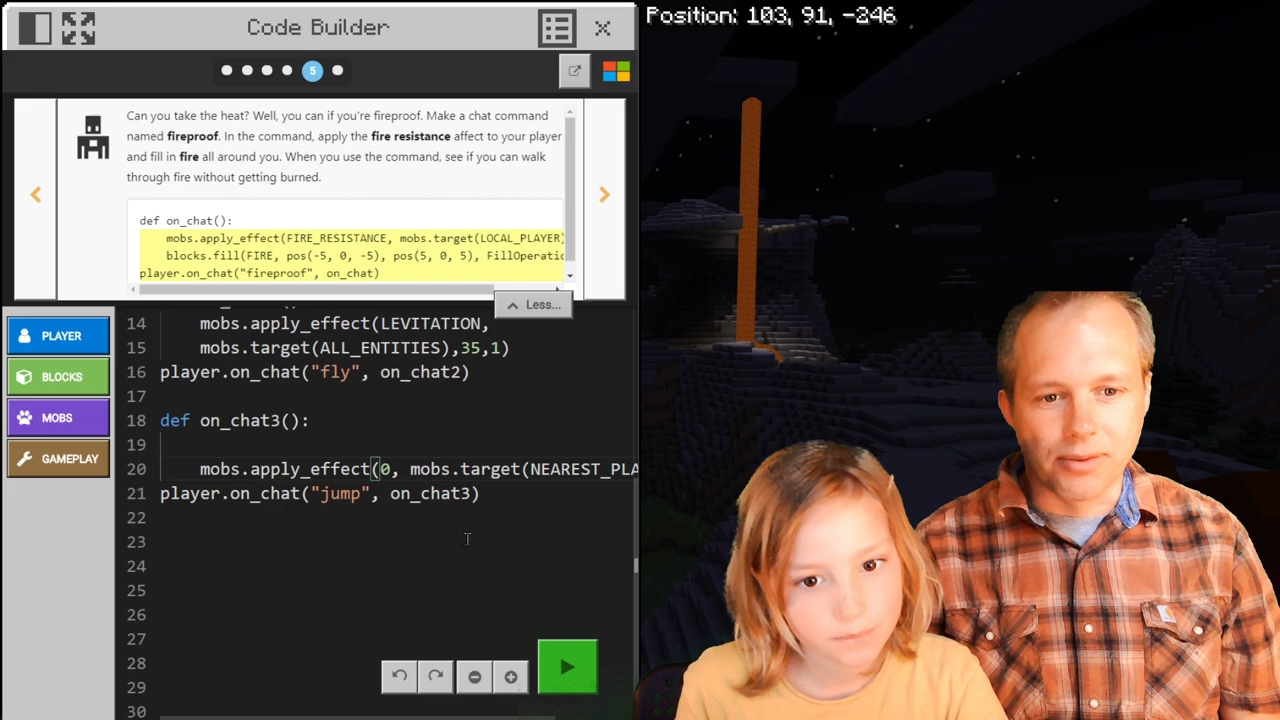 Code Builder
Position: 103, 91, -246
5
Can you take the heat? Well, you can if you're fireproof. Make a chat command
named fireproof. In the command, apply the fire resistance affect to your player
and fill in fire all around you. When you use the command, see if you can walk
through fire without getting burned.
def on_chat():
mobs.apply_effect(FIRE_RESISTANCE, mobs.target(LOCAL_PLAYER)
blocks.fill(FIRE, pos(-5, 0, -5), pos(5, 0, 5), FillOperatio
player.on_chat("fireproof", on_chat)
Less...
PLAYER
BLOCKS
MOBS
GAMEPLAY
14 mobs.apply_effect(LEVITATION,
15 mobs.target(ALL_ENTITIES),35,1)
16 player.on_chat("fly", on_chat2)
17
18 def on_chat3():
19
20 mobs.apply_effect(0, mobs.target(NEAREST_PLA
21 player.on_chat("jump", on_chat3)
22
23
24
25
26
27
28
29
30